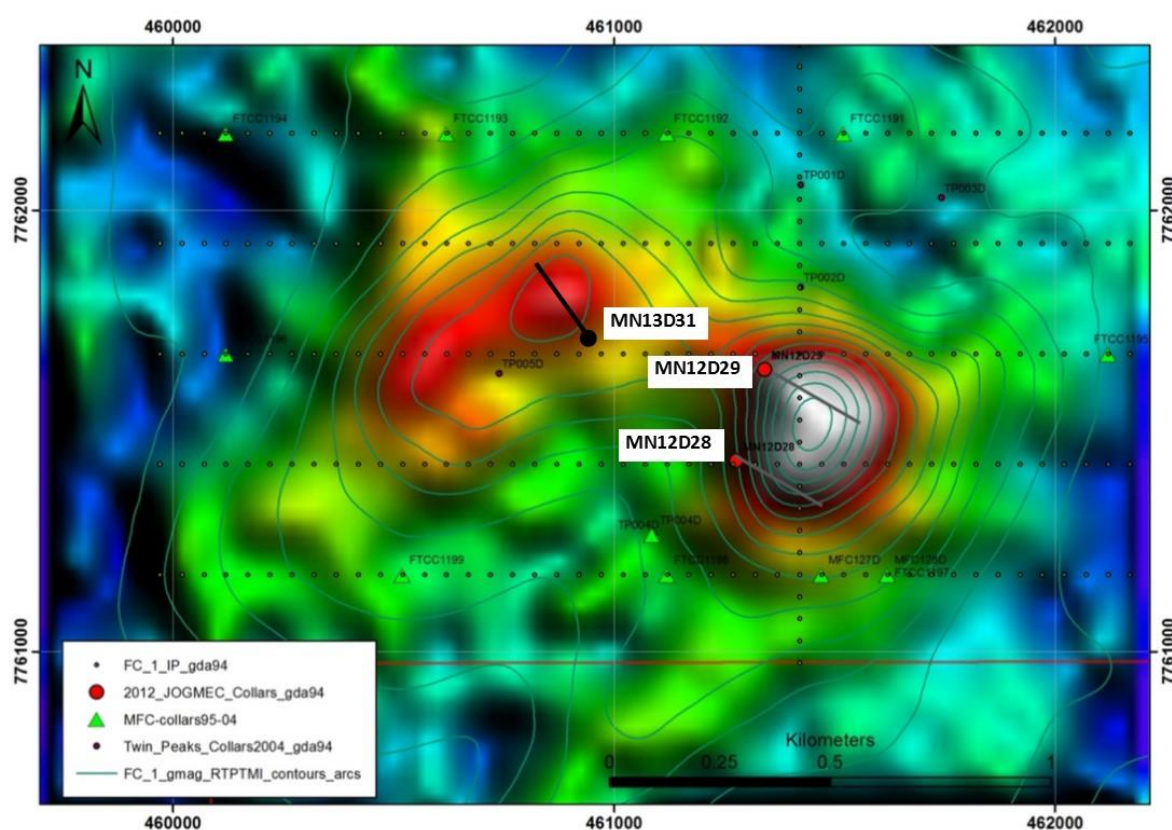 460000 461000 462000
N
FTCC1194 FTCC1193 FTCC1192 FTCC1191
TP001D
TP003D
7762000 7762000
TP002D
MN13D31
FTCC1195
MN12D29 MN12D29
TP005D
MN12D28 MN12D28
TP004D TP004D
FTCC1199 FTCC1198 MFC127D MFC126D
FTCC1197
7761000 7761000
FC_1_IP_gda94
2012_JOGMEC_Collars_gda94
MFC-collars95-04
Twin_Peaks_Collars2004_gda94
FC_1_gmag_RTPTMI_contours_arcs
Kilometers
0 0.25 0.5 1
460000 461000 462000